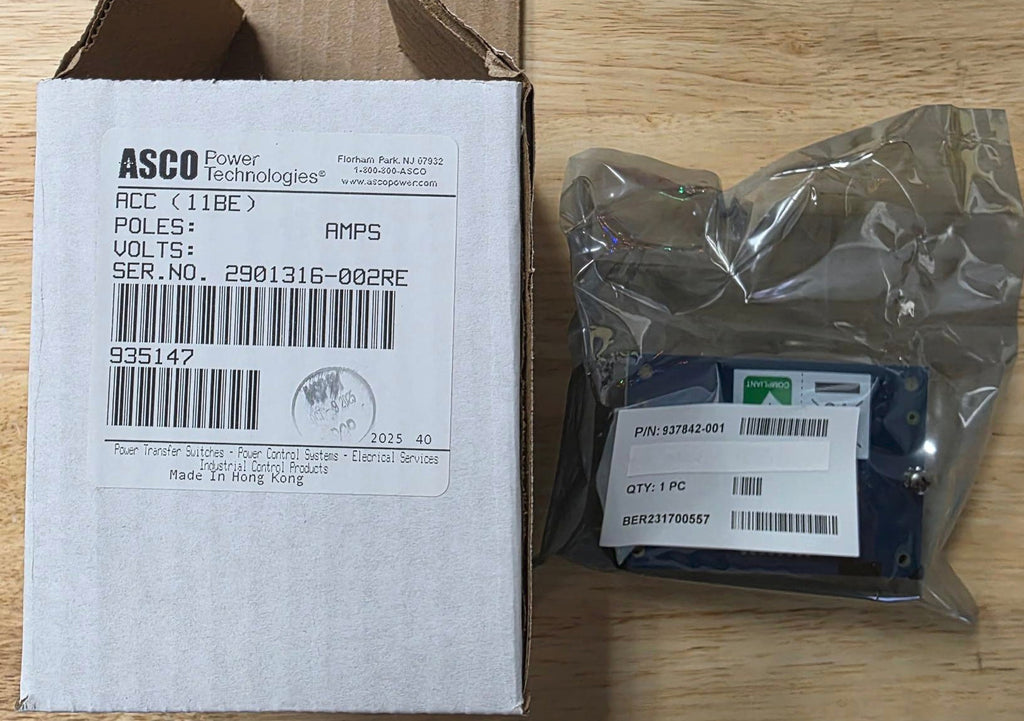 ASCO Power Technologies®
Florham Park, NJ 07932
1-800-800-ASCO
www.ascopower.com
ACC (11BE)
POLES: AMPS
VOLTS:
SER.NO. 2901316-002RE
935147
2025 40
Power Transfer Switches - Power Control Systems - Elecrical Services
Industrial Control Products
Made In Hong Kong
COMPLIANT
P/N: 937842-001
QTY: 1 PC
BER231700557